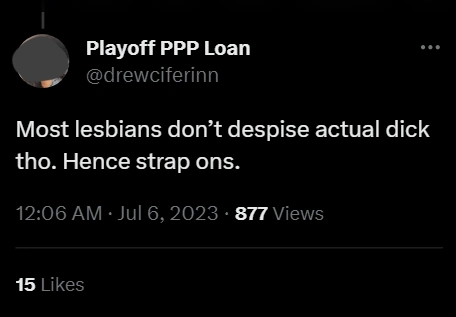 Playoff PPP Loan
@drewciferinn
Most lesbians don’t despise actual dick
tho. Hence strap ons.
12:06 AM · Jul 6, 2023 · 877 Views
15 Likes